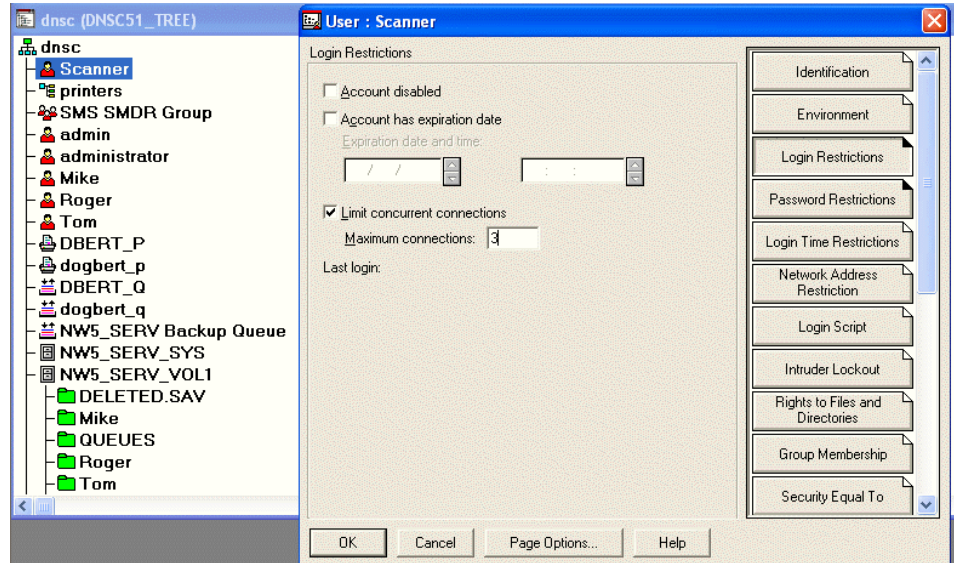 dnsc (DNSC51_TREE)
dnsc
Scanner
printers
SMS SMDR Group
admin
administrator
Mike
Roger
Tom
DBERT_P
dogbert_p
DBERT_Q
dogbert_q
NW5_SERV Backup Queue
NW5_SERV_SYS
NW5_SERV_VOL1
DELETED.SAV
Mike
QUEUES
Roger
Tom
User : Scanner
Login Restrictions
Account disabled
Account has expiration date
Expiration date and time:
/ /
: :
Limit concurrent connections
Maximum connections: 3
Last login:
Identification
Environment
Login Restrictions
Password Restrictions
Login Time Restrictions
Network Address
Restriction
Login Script
Intruder Lockout
Rights to Files and
Directories
Group Membership
Security Equal To
OK
Cancel
Page Options...
Help